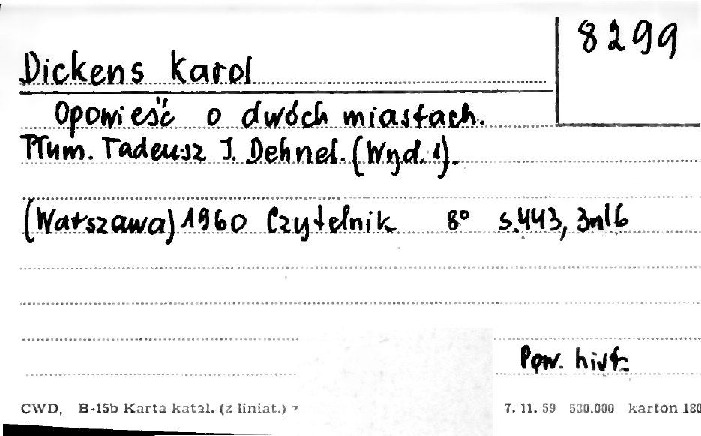 8299
Dickens Karol
Opowieść o dwóch miastach.
Tłum. Tadeusz J. Dehnel. (Wyd. 1).
(Warszawa) 1960 Czytelnik 8° s. 443, 3nlb
Pow. hist.
CWD, B-15b Karta katal. (z liniat.) 7. 11. 59 530.000 karton 180